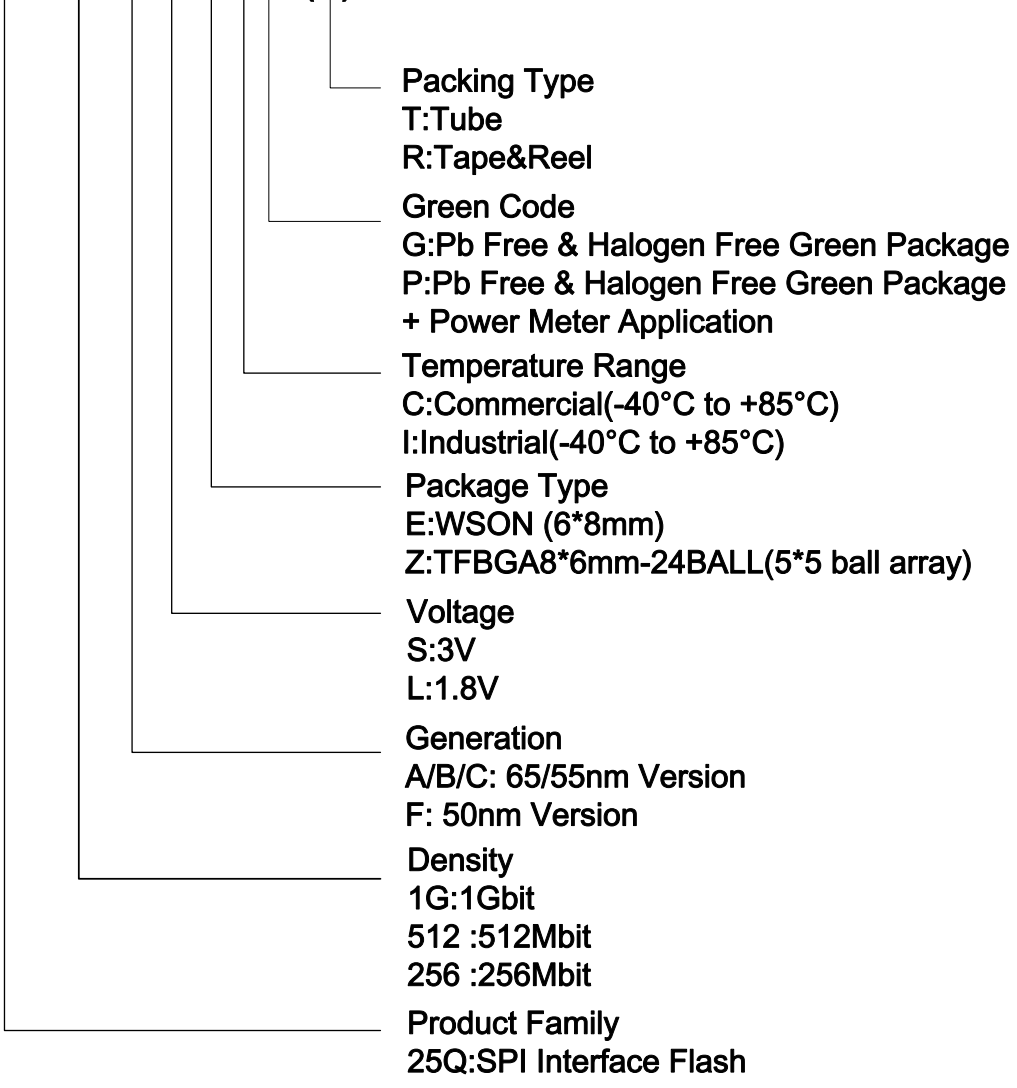 Packing Type
T:Tube
R:Tape&Reel
Green Code
G:Pb Free & Halogen Free Green Package
P:Pb Free & Halogen Free Green Package
+ Power Meter Application
Temperature Range
C:Commercial(-40°C to +85°C)
I:Industrial(-40°C to +85°C)
Package Type
E:WSON (6*8mm)
Z:TFBGA8*6mm-24BALL(5*5 ball array)
Voltage
S:3V
L:1.8V
Generation
A/B/C: 65/55nm Version
F: 50nm Version
Density
1G:1Gbit
512 :512Mbit
256 :256Mbit
Product Family
25Q:SPI Interface Flash